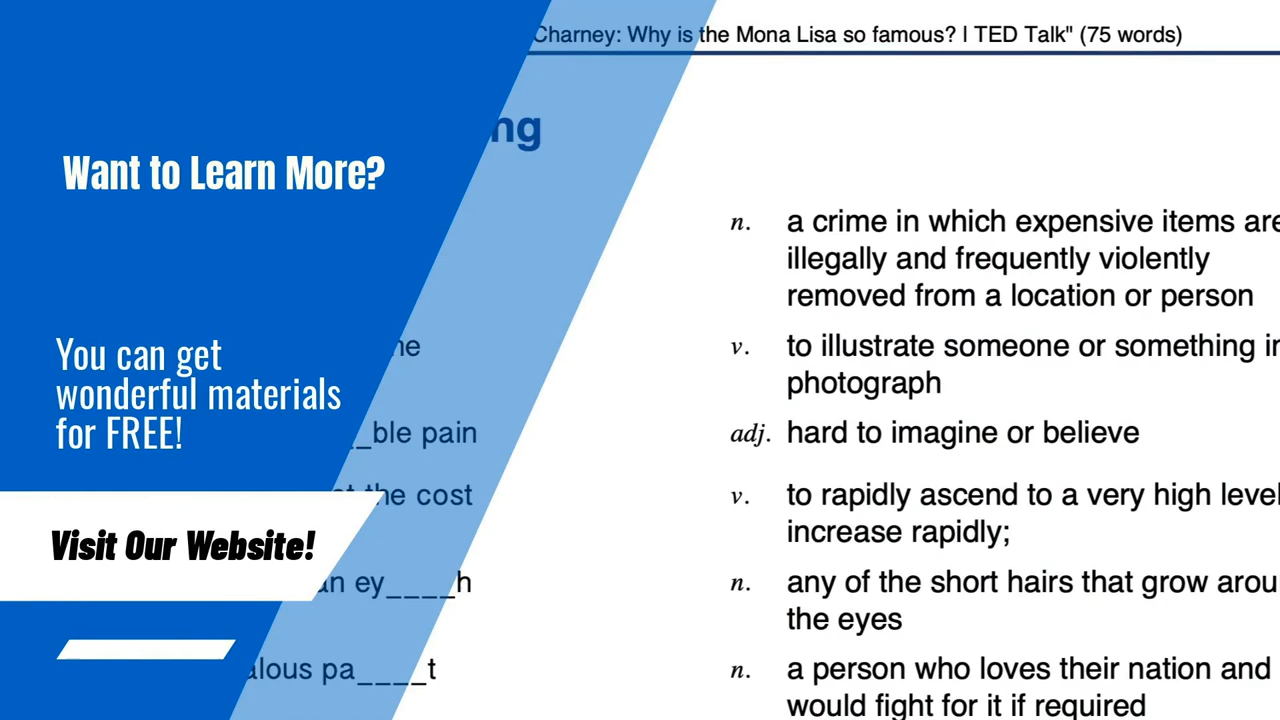 Charney: Why is the Mona Lisa so famous? | TED Talk" (75 words)
ng
Want to Learn More?
You can get
wonderful materials
for FREE!
Visit Our Website!
n. a crime in which expensive items are
illegally and frequently violently
removed from a location or person
v. to illustrate someone or something in
photograph
_ble pain
adj. hard to imagine or believe
the cost
v. to rapidly ascend to a very high level
increase rapidly;
an ey____h
n. any of the short hairs that grow arou
the eyes
alous pa____t
n. a person who loves their nation and
would fight for it if required